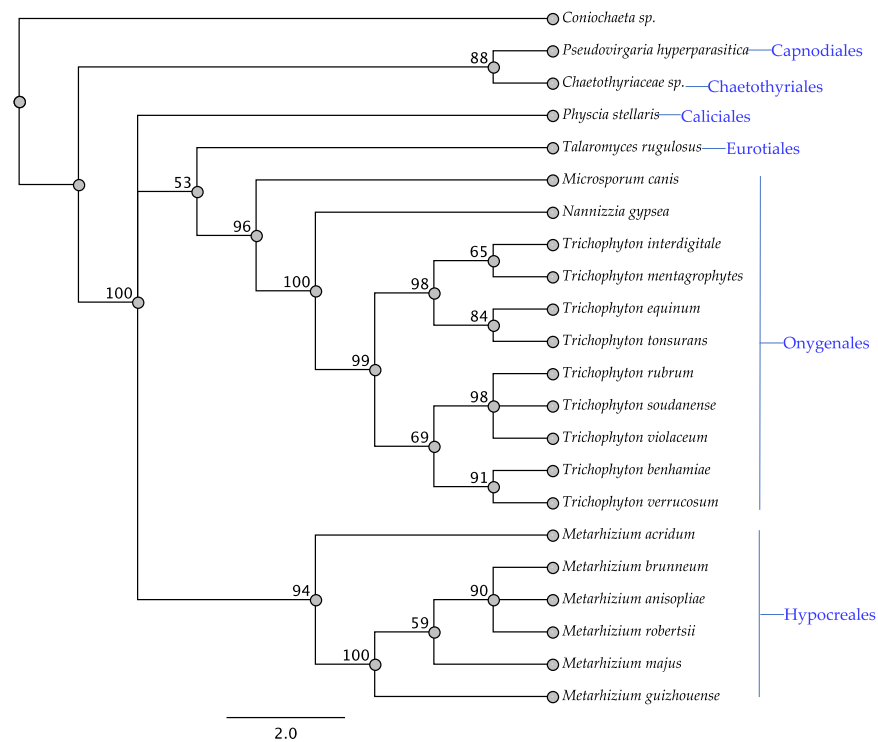 Coniochaeta sp.
88 Pseudovirgaria hyperparasitica Capnodiales
Chaetothyriaceae sp. Chaetothyriales
Physcia stellaris Caliciales
Talaromyces rugulosus Eurotiales
53 Microsporum canis
96 Nannizzia gypsea
65 Trichophyton interdigitale
100 98 Trichophyton mentagrophytes
100 84 Trichophyton equinum
Trichophyton tonsurans Onygenales
99 Trichophyton rubrum
98 Trichophyton soudanense
69 Trichophyton violaceum
91 Trichophyton benhamiae
Trichophyton verrucosum
Metarhizium acridum
Metarhizium brunneum
94 90 Metarhizium anisopliae
Hypocreales
59 Metarhizium robertsii
100 Metarhizium majus
Metarhizium guizhouense
2.0